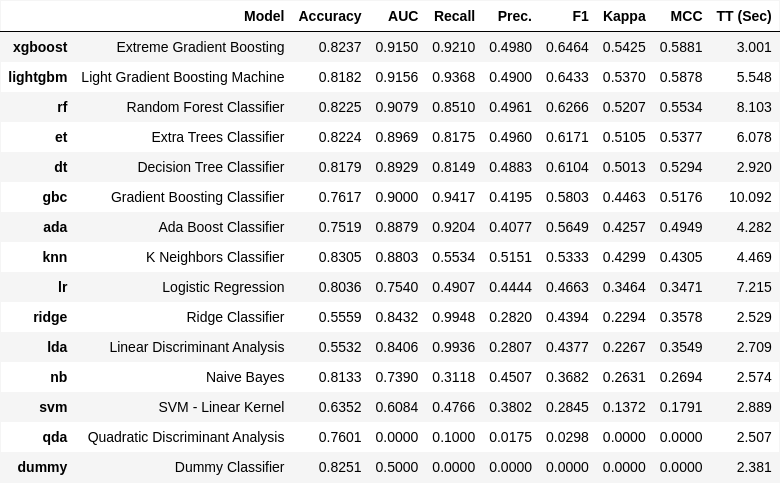 Model Accuracy AUC Recall Prec. F1 Kappa MCC TT (Sec)
xgboost Extreme Gradient Boosting 0.8237 0.9150 0.9210 0.4980 0.6464 0.5425 0.5881 3.001
lightgbm Light Gradient Boosting Machine 0.8182 0.9156 0.9368 0.4900 0.6433 0.5370 0.5878 5.548
rf Random Forest Classifier 0.8225 0.9079 0.8510 0.4961 0.6266 0.5207 0.5534 8.103
et Extra Trees Classifier 0.8224 0.8969 0.8175 0.4960 0.6171 0.5105 0.5377 6.078
dt Decision Tree Classifier 0.8179 0.8929 0.8149 0.4883 0.6104 0.5013 0.5294 2.920
gbc Gradient Boosting Classifier 0.7617 0.9000 0.9417 0.4195 0.5803 0.4463 0.5176 10.092
ada Ada Boost Classifier 0.7519 0.8879 0.9204 0.4077 0.5649 0.4257 0.4949 4.282
knn K Neighbors Classifier 0.8305 0.8803 0.5534 0.5151 0.5333 0.4299 0.4305 4.469
lr Logistic Regression 0.8036 0.7540 0.4907 0.4444 0.4663 0.3464 0.3471 7.215
ridge Ridge Classifier 0.5559 0.8432 0.9948 0.2820 0.4394 0.2294 0.3578 2.529
lda Linear Discriminant Analysis 0.5532 0.8406 0.9936 0.2807 0.4377 0.2267 0.3549 2.709
nb Naive Bayes 0.8133 0.7390 0.3118 0.4507 0.3682 0.2631 0.2694 2.574
svm SVM - Linear Kernel 0.6352 0.6084 0.4766 0.3802 0.2845 0.1372 0.1791 2.889
qda Quadratic Discriminant Analysis 0.7601 0.0000 0.1000 0.0175 0.0298 0.0000 0.0000 2.507
dummy Dummy Classifier 0.8251 0.5000 0.0000 0.0000 0.0000 0.0000 0.0000 2.381